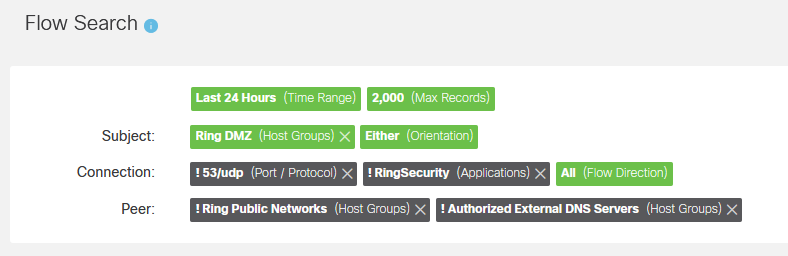 Flow Search i
Last 24 Hours (Time Range) 2,000 (Max Records)
Subject: Ring DMZ (Host Groups) × Either (Orientation)
Connection: ! 53/udp (Port / Protocol) × ! RingSecurity (Applications) × All (Flow Direction)
Peer: ! Ring Public Networks (Host Groups) × ! Authorized External DNS Servers (Host Groups) ×